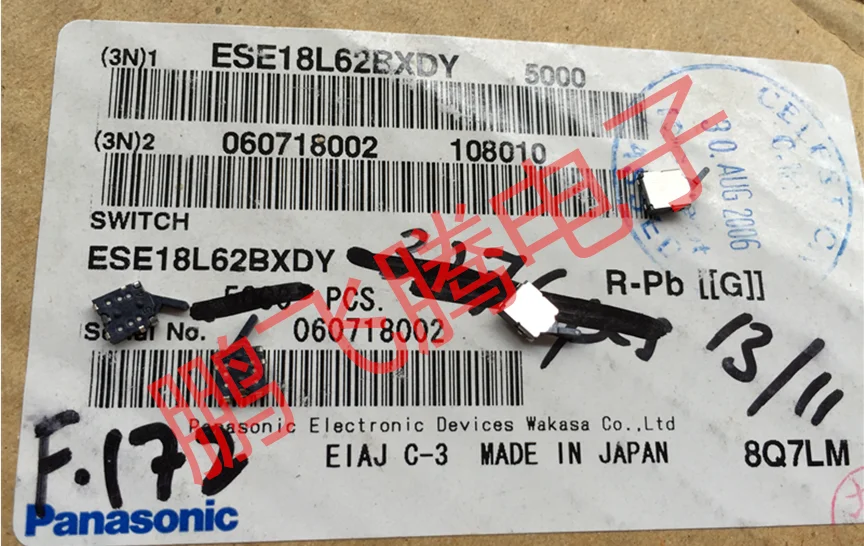 (3N)1 ESE18L62BXDY 5000
(3N)2 060718002 108010
SWITCH
ESE18L62BXDY
R-Pb [[G]]
PCS.
No. 060718002
13/11
Panasonic Electronic Devices Wakasa Co.,Ltd
EIAJ C-3 MADE IN JAPAN 8Q7LM
F.17D
Panasonic
30. AUG 2006
鹏飞腾电子